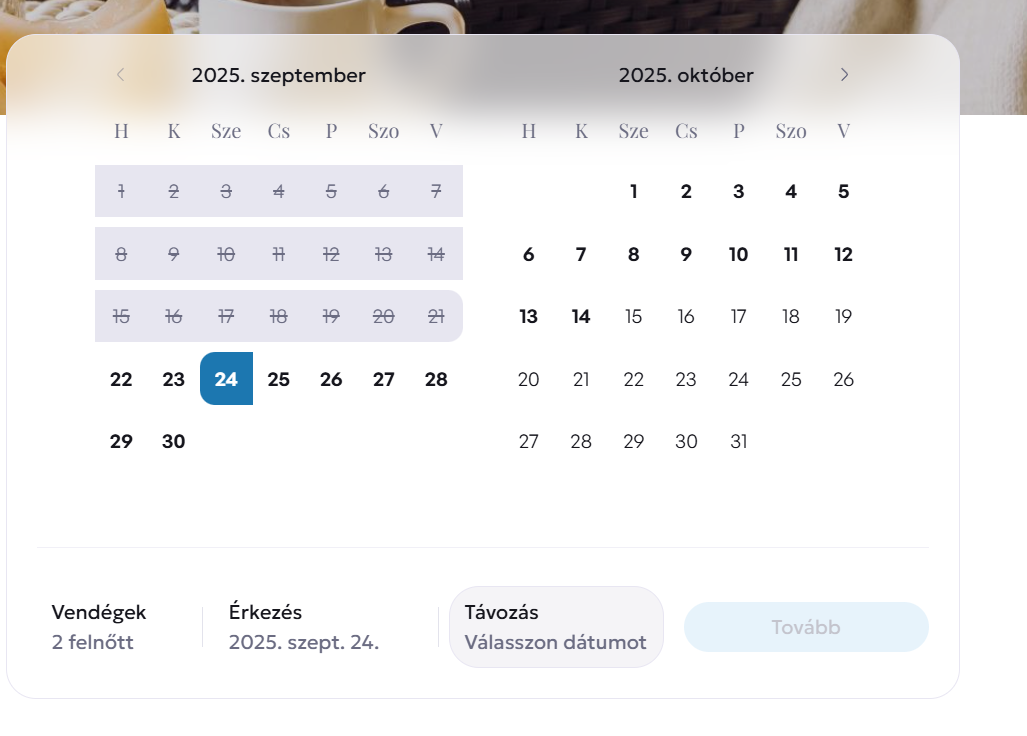 2025. szeptember
H K Sze Cs P Szo V
1 2 3 4 5 6 7
8 9 10 11 12 13 14
15 16 17 18 19 20 21
22 23 24 25 26 27 28
29 30
2025. október
H K Sze Cs P Szo V
1 2 3 4 5
6 7 8 9 10 11 12
13 14 15 16 17 18 19
20 21 22 23 24 25 26
27 28 29 30 31
Vendégek
2 felnőtt
Érkezés
2025. szept. 24.
Távozás
Válasszon dátumot
Tovább